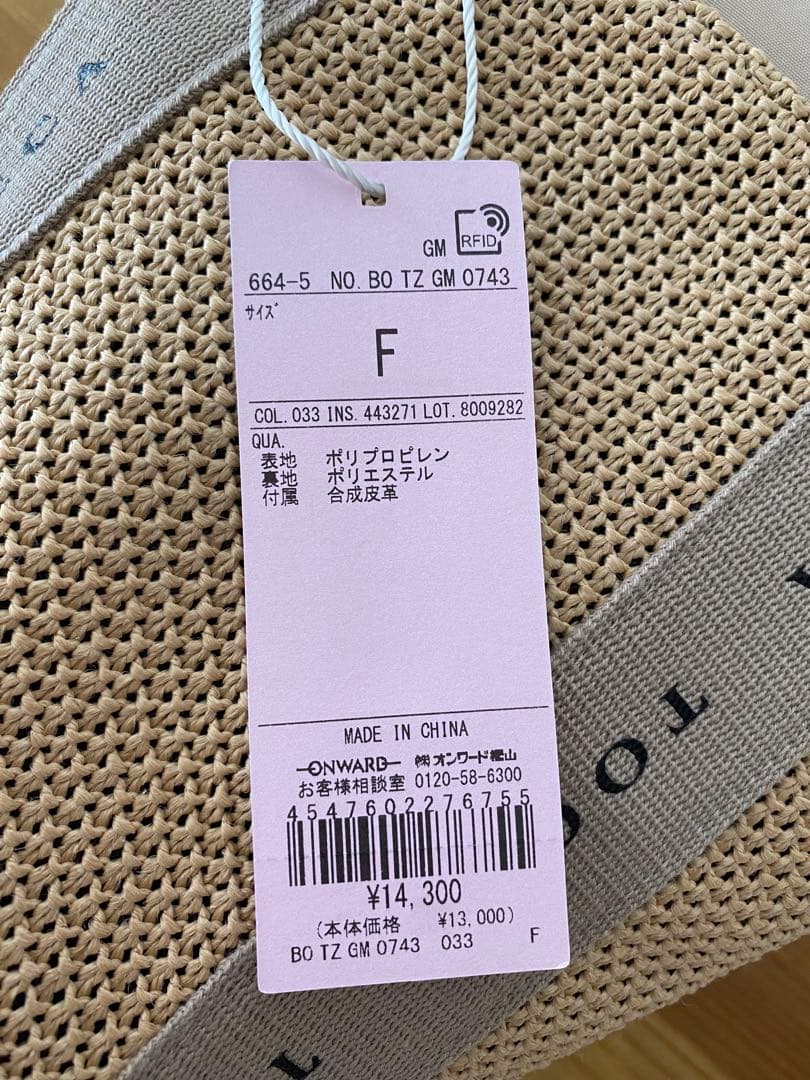 GM RFID
664-5 NO. BO TZ GM 0743
サイズ
F
COL. 033 INS. 443271 LOT. 8009282
QUA.
表地 ポリプロピレン
裏地 ポリエステル
付属 合成皮革
MADE IN CHINA
ONWARD ㈱オンワード樫山
お客様相談室 0120-58-6300
4547602276755
¥14,300
(本体価格 ¥13,000)
BO TZ GM 0743 033 F
TO